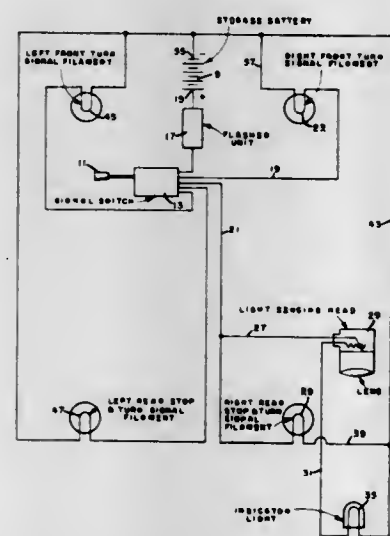 STORAGE BATTERY
LEFT FRONT TURN
SIGNAL FILAMENT
RIGHT FRONT TURN
SIGNAL FILAMENT
55
9
15
+
57
45
23
17
FLASHER
UNIT
11
19
SIGNAL SWITCH
13
21
43
LIGHT SENSING HEAD
29
27
LENS
47
LEFT REAR STOP
& TURN SIGNAL
FILAMENT
RIGHT REAR
STOP & TURN
SIGNAL
FILAMENT
39
31
INDICATOR
LIGHT
35